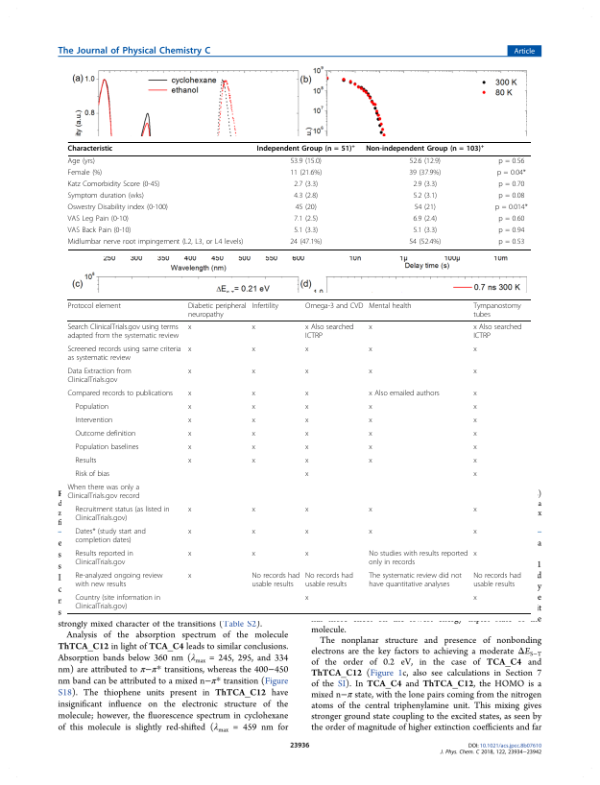 The Journal of Physical Chemistry C
Article
(a) 1.0
cyclohexane
ethanol
0.8
ity (a.u.)
(b)
300 K
80 K
Characteristic Independent Group (n = 51)+ Non-independent Group (n = 103)+
Age (yrs) 53.9 (15.0) 52.6 (12.9) p = 0.56
Female (%) 11 (21.6%) 39 (37.9%) p = 0.04*
Katz Comorbidity Score (0-45) 2.7 (3.3) 2.9 (3.3) p = 0.70
Symptom duration (wks) 4.3 (2.8) 5.2 (3.1) p = 0.08
Oswestry Disability index (0-100) 45 (20) 54 (21) p = 0.014*
VAS Leg Pain (0-10) 7.1 (2.5) 6.9 (2.4) p = 0.60
VAS Back Pain (0-10) 5.1 (3.3) 5.1 (3.3) p = 0.94
Midlumbar nerve root impingement (L2, L3, or L4 levels) 24 (47.1%) 54 (52.4%) p = 0.53
250 300 350 400 450 500 550 600
Wavelength (nm)
10n 1μ 100μ 10m
Delay time (s)
(c)
= 0.21 eV
(d)
0.7 ns 300 K
Protocol element Diabetic peripheral neuropathy Infertility Omega-3 and CVD Mental health Tympanostomy tubes
Search ClinicalTrials.gov using terms adapted from the systematic review x x x Also searched ICTRP x x Also searched ICTRP
Screened records using same criteria as systematic review x x x x x
Data Extraction from ClinicalTrials.gov x x x x x
Compared records to publications x x x x Also emailed authors x
Population x x x x x
Intervention x x x x x
Outcome definition x x x x x
Population baselines x x x x x
Results x x x x x
Risk of bias x x
When there was only a ClinicalTrials.gov record
Recruitment status (as listed in ClinicalTrials.gov) x x x x x
Dates* (study start and completion dates) x x x x x
Results reported in ClinicalTrials.gov x x x No studies with results reported only in records x
Re-analyzed ongoing review with new results x No records had usable results No records had usable results The systematic review did not have quantitative analyses No records had usable results
Country (site information in ClinicalTrials.gov) x x
strongly mixed character of the transitions (Table S2).
Analysis of the absorption spectrum of the molecule
ThTCA_C12 in light of TCA_C4 leads to similar conclusions.
Absorption bands below 360 nm (λmax = 245, 295, and 334
nm) are attributed to π−π* transitions, whereas the 400−450
nm band can be attributed to a mixed n−π* transition (Figure
S18). The thiophene units present in ThTCA_C12 have
insignificant influence on the electronic structure of the
molecule; however, the fluorescence spectrum in cyclohexane
of this molecule is slightly red-shifted (λmax = 459 nm for
molecule.
The nonplanar structure and presence of nonbonding
electrons are the key factors to achieving a moderate ΔES−T
of the order of 0.2 eV, in the case of TCA_C4 and
ThTCA_C12 (Figure 1c, also see calculations in Section 7
of the SI). In TCA_C4 and ThTCA_C12, the HOMO is a
mixed n−π state, with the lone pairs coming from the nitrogen
atoms of the central triphenylamine unit. This mixing gives
stronger ground state coupling to the excited states, as seen by
the order of magnitude of higher extinction coefficients and far
23936
DOI: 10.1021/acs.jpcc.8b07610
J. Phys. Chem. C 2018, 122, 23934−23942